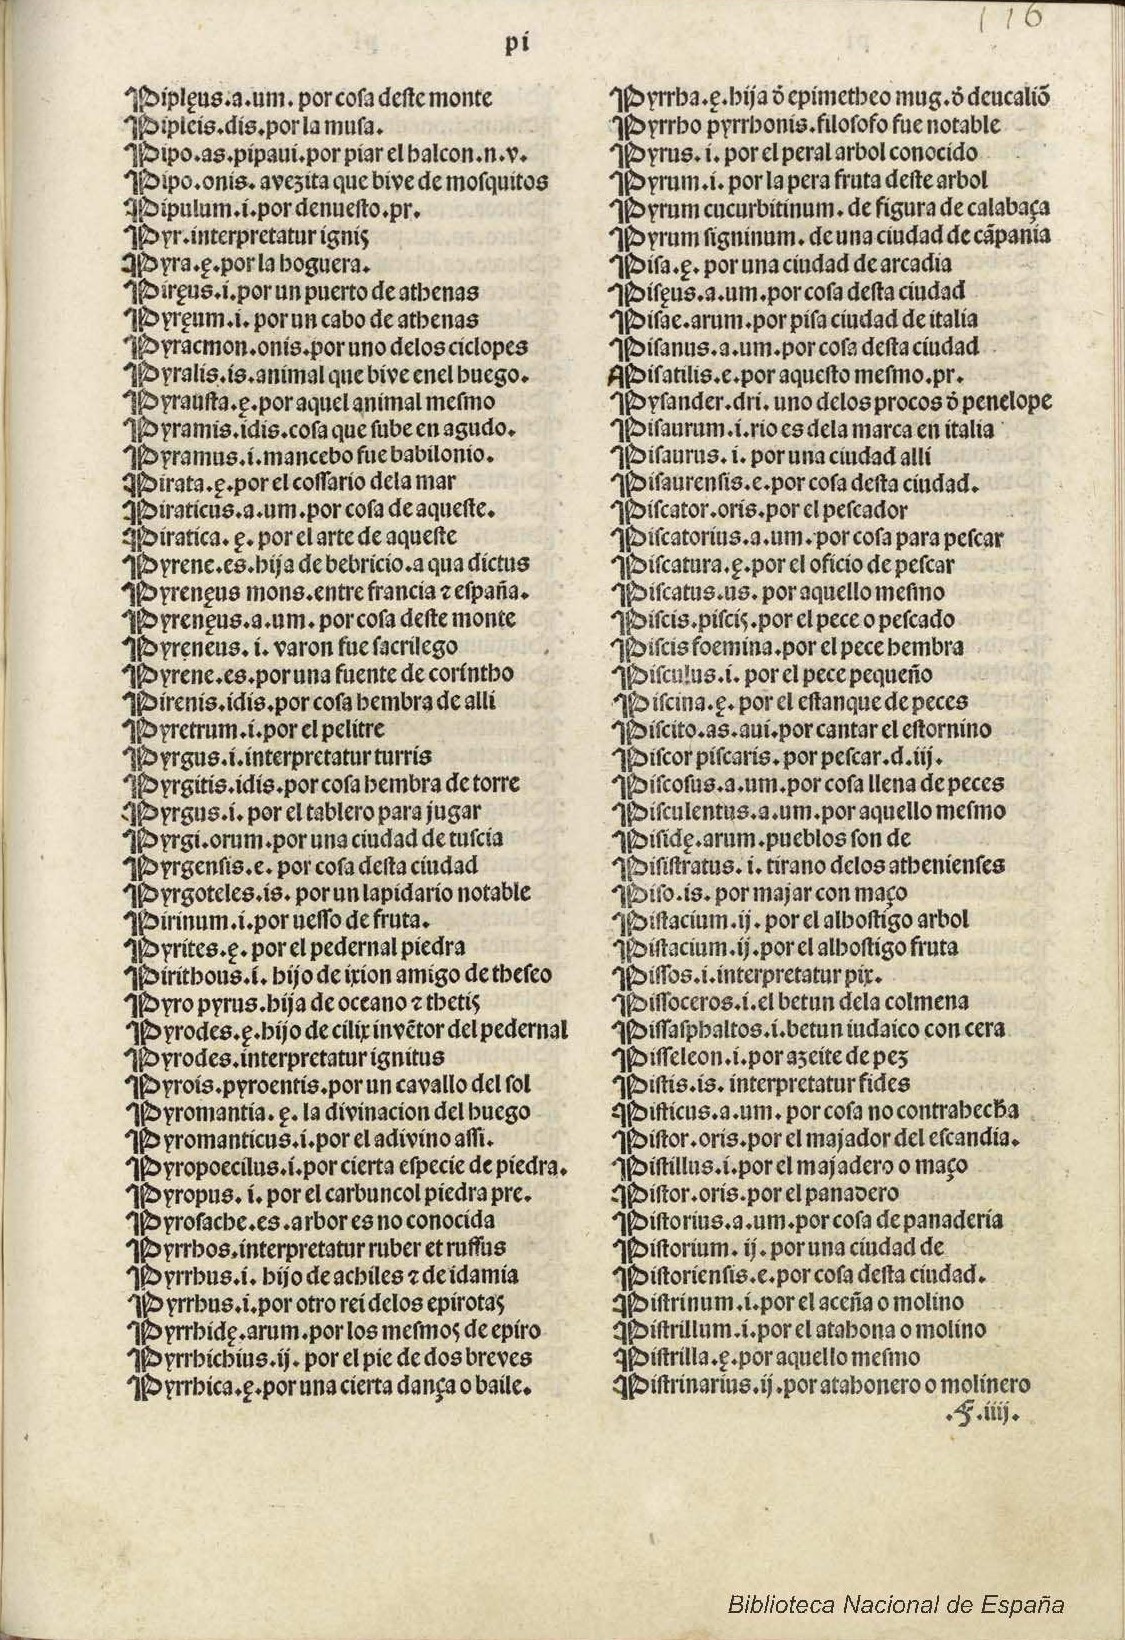 116
pi
Piplęus.a.um. por cosa deste monte
Pipleis.dis.por la musa.
Pipo.as.pipaui.por piar el halcon.n.v.
Pipo.onis. avezita que bive de mosquitos
Pipulum.i.por denuesto.pr.
Pyr.interpretatur ignis
Pyra.ę.por la hoguera.
Piręus.i.por un puerto de athenas
Pyręum.i. por un cabo de athenas
Pyracmon.onis.por uno delos ciclopes
Pyralis.is.animal que bive enel huego.
Pyrausta.ę.por aquel animal mesmo
Pyramis.idis.cosa que sube en agudo.
Pyramus.i.mancebo fue babilonio.
Pirata.ę.por el cossario dela mar
Piraticus.a.um.por cosa de aqueste.
Piratica.ę.por el arte de aqueste
Pyrene.es.hija de bebricio.a qua dictus
Pyrenęus mons.entre francia ⁊ españa.
Pyrenęus.a.um. por cosa deste monte
Pyreneus. i. varon fue sacrilego
Pyrene.es.por una fuente de corintho
Pirenis.idis.por cosa hembra de alli
Pyretrum.i.por el pelitre
Pyrgus.i.interpretatur turris
Pyrgitis.idis.por cosa hembra de torre
Pyrgus.i. por el tablero para jugar
Pyrgi.orum.por una ciudad de tuscia
Pyrgensis.e. por cosa desta ciudad
Pyrgoteles.is. por un lapidario notable
Pirinum.i.por uesso de fruta.
Pyrites.ę. por el pedernal piedra
Pirithous.i. hijo de ixion amigo de theseo
Pyro pyrus.hija de oceano ⁊ thetis
Pyrodes.ę.hijo de cilix invẽtor del pedernal
Pyrodes.interpretatur ignitus
Pyrois.pyroentis.por un cavallo del sol
Pyromantia. ę. la divinacion del huego
Pyromanticus.i.por el adivino assi.
Pyropoecilus.i.por cierta especie de piedra.
Pyropus. i. por el carbuncol piedra pre.
Pyrosache.es.arbor es no conocida
Pyrrhos.interpretatur ruber et ruffus
Pyrrhus.i. hijo de achiles ⁊ de idamia
Pyrrhus.i.por otro rei delos epirotas
Pyrrhidę.arum.por los mesmos de epiro
Pyrrhichius.ij. por el pie de dos breves
Pyrrhica.ę.por una cierta dança o baile.
Pyrrha.ę.hija õ epimetheo mug.õ deucaliõ
Pyrrho pyrrhonis.filosofo fue notable
Pyrus.i. por el peral arbol conocido
Pyrum.i. por la pera fruta deste arbol
Pyrum cucurbitinum. de figura de calabaça
Pyrum signinum. de una ciudad de cãpania
Pisa.ę. por una ciudad de arcadia
Pisęus.a.um.por cosa desta ciudad
Pisae.arum.por pisa ciudad de italia
Pisanus.a.um.por cosa desta ciudad
Pisatilis.e.por aquesto mesmo.pr.
Pysander.dri. uno delos procos õ penelope
Pisaurum.i.rio es dela marca en italia
Pisaurus. i. por una ciudad alli
Pisaurensis.e.por cosa desta ciudad.
Piscator.oris.por el pescador
Piscatorius.a.um.por cosa para pescar
Piscatura.ę.por el oficio de pescar
Piscatus.us. por aquello mesmo
Piscis.piscis.por el pece o pescado
Piscis foemina.por el pece hembra
Pisculus.i. por el pece pequeño
Piscina.ę. por el estanque de peces
Piscito.as.aui.por cantar el estornino
Piscor piscaris.por pescar.d.iij.
Piscosus.a.um.por cosa llena de peces
Pisculentus.a.um.por aquello mesmo
Pisidę.arum.pueblos son de
Pisistratus. i. tirano delos athenienses
Piso.is. por majar con maço
Pistacium.ij. por el alhostigo arbol
Pistacium.ij.por el alhostigo fruta
Pissos.i.interpretatur pix.
Pissoceros.i.el betun dela colmena
Pissasphaltos.i.betun iudaico con cera
Pisseleon.i.por azeite de pez
Pistis.is. interpretatur fides
Pisticus.a.um. por cosa no contrahecha
Pistor.oris.por el majador del escandia.
Pistillus.i.por el majadero o maço
Pistor.oris.por el panadero
Pistorius.a.um.por cosa de panaderia
Pistorium. ij. por una ciudad de
Pistoriensis.e.por cosa desta ciudad.
Pistrinum.i.por el aceña o molino
Pistrillum.i.por el atahona o molino
Pistrilla.ę.por aquello mesmo
Pistrinarius.ij.por atahonero o molinero
.iiij.
Biblioteca Nacional de España